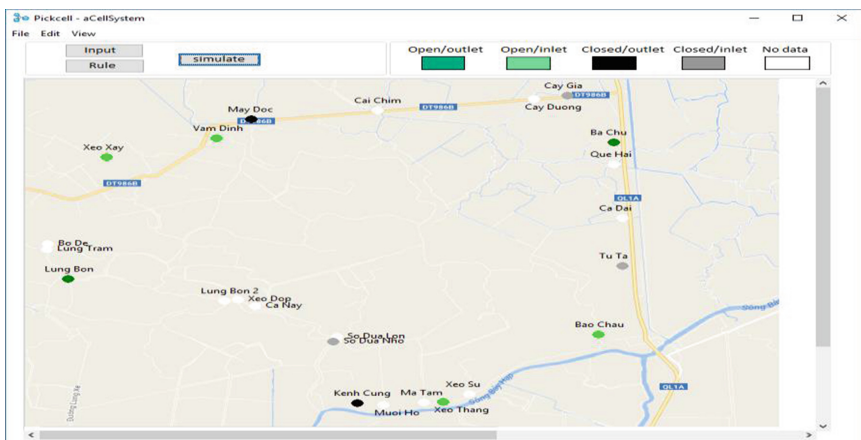 Pickcell - aCellSystem
File Edit View
Input
Rule
simulate
Open/outlet Open/inlet Closed/outlet Closed/inlet No data
Cay Gia
DT986B
Cai Chim
DT986B
Cay Duong
May Doc
Vam Dinh
Ba Chu
Xeo Xay
Que Hai
DT986B
QL1A
Ca Dai
Bo De
Lung Tram
Tu Ta
Lung Bon
Lung Bon 2
Xeo Dop
Ca Nay
Bao Chau
So Dua Lon
So Dua Nho
Xeo Su
QL1A
Kenh Cung
Ma Tam
Muoi Ho
Xeo Thang